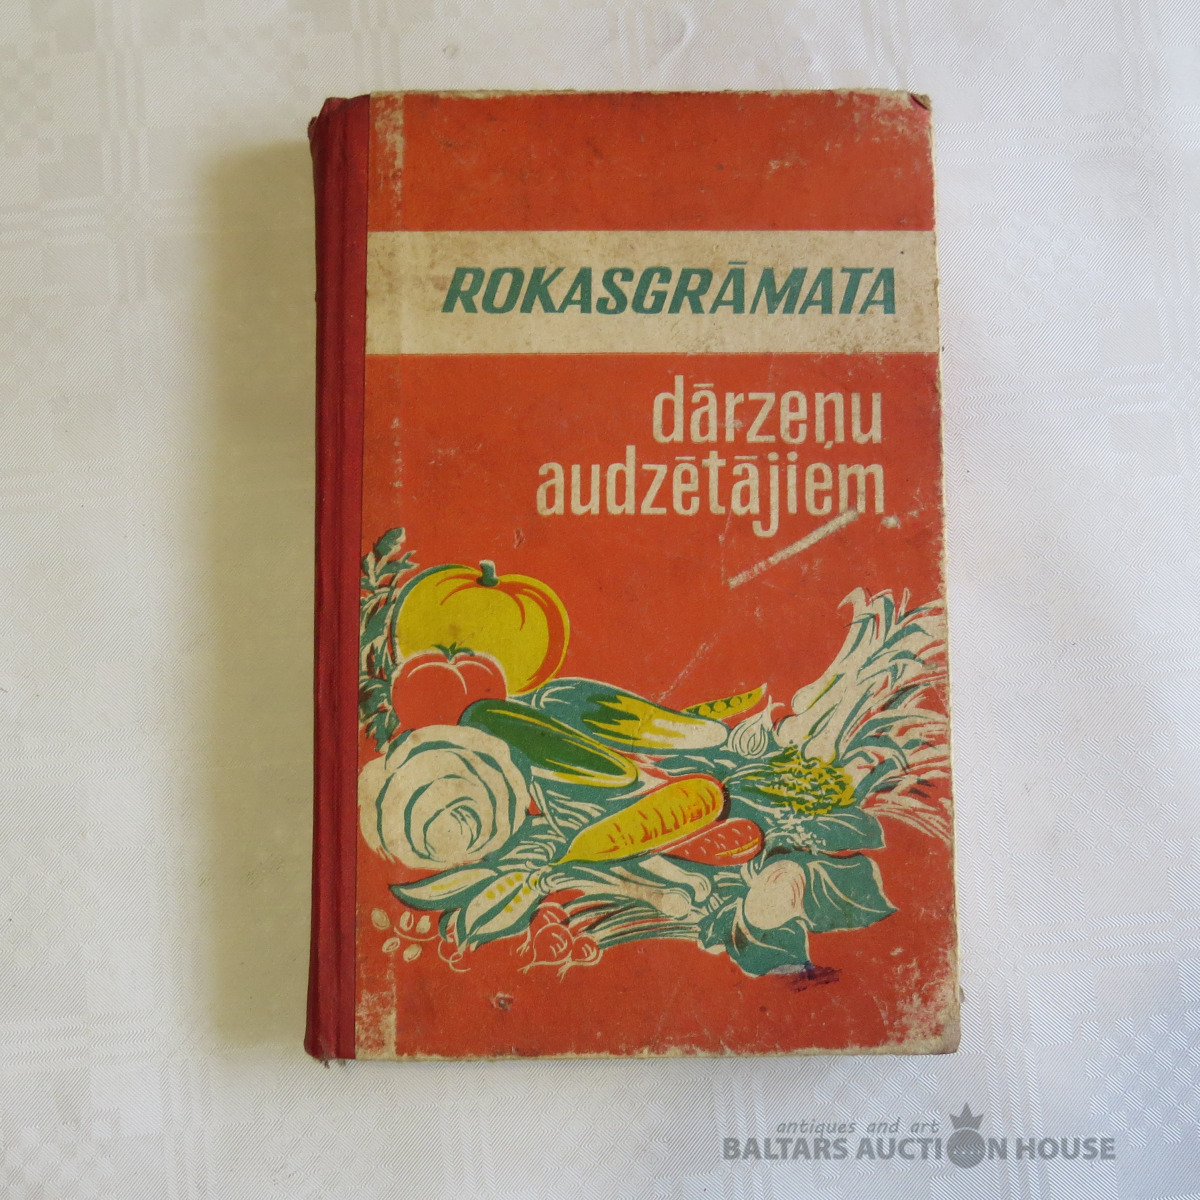 ROKASGRĀMATA
dārzeņu
audzētājiem
antiques and art
BALTARS AUCTION HOUSE